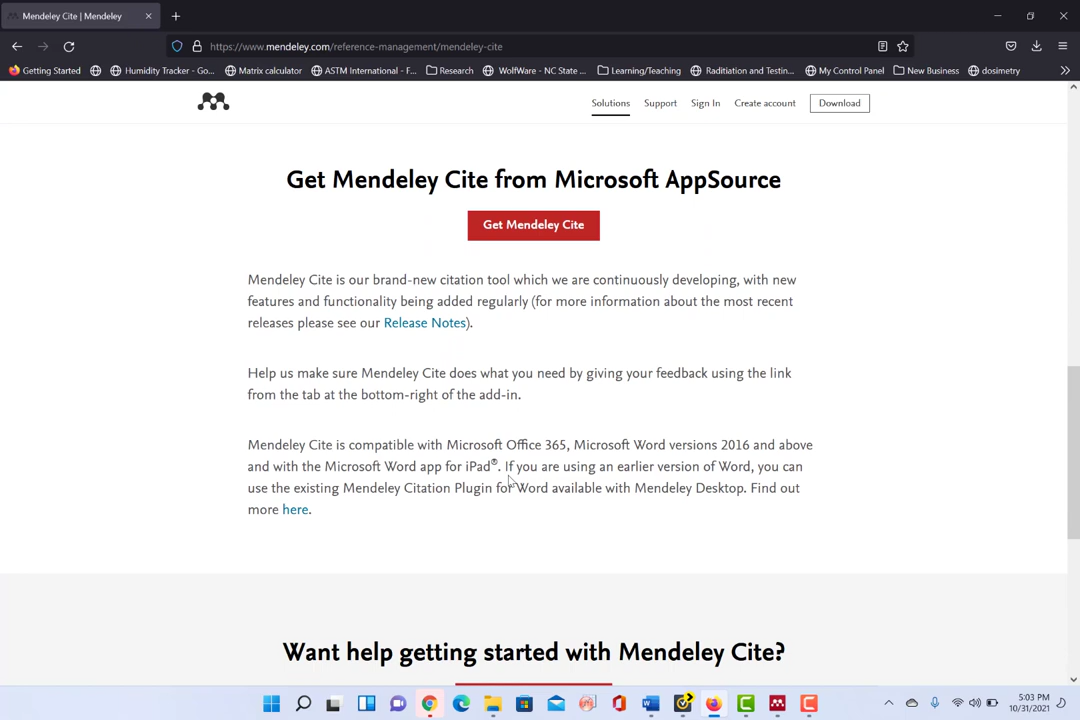 Mendeley Cite | Mendeley
https://www.mendeley.com/reference-management/mendeley-cite
Getting Started
Humidity Tracker - Go...
Matrix calculator
ASTM International - F...
Research
WolfWare - NC State ...
Learning/Teaching
Raditiation and Testin...
My Control Panel
New Business
dosimetry
Solutions
Support
Sign In
Create account
Download
Get Mendeley Cite from Microsoft AppSource
Get Mendeley Cite
Mendeley Cite is our brand-new citation tool which we are continuously developing, with new
features and functionality being added regularly (for more information about the most recent
releases please see our Release Notes).
Help us make sure Mendeley Cite does what you need by giving your feedback using the link
from the tab at the bottom-right of the add-in.
Mendeley Cite is compatible with Microsoft Office 365, Microsoft Word versions 2016 and above
and with the Microsoft Word app for iPad®. If you are using an earlier version of Word, you can
use the existing Mendeley Citation Plugin for Word available with Mendeley Desktop. Find out
more here.
Want help getting started with Mendeley Cite?
5:03 PM
10/31/2021